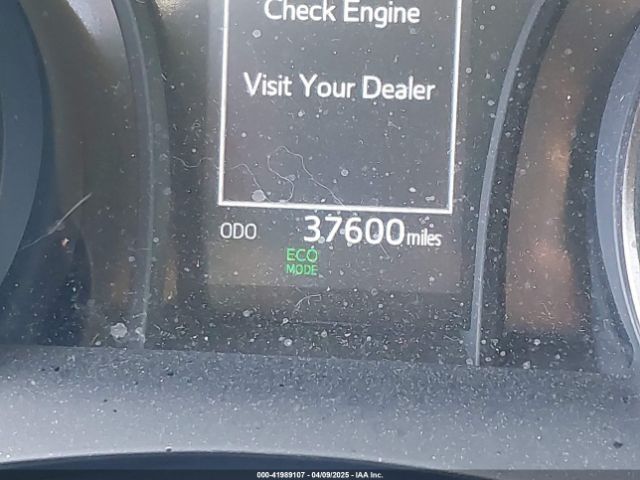 Check Engine
Visit Your Dealer
ODO 37600 miles
ECO
MODE
000-41989107 - 04/09/2025 - IAA Inc.